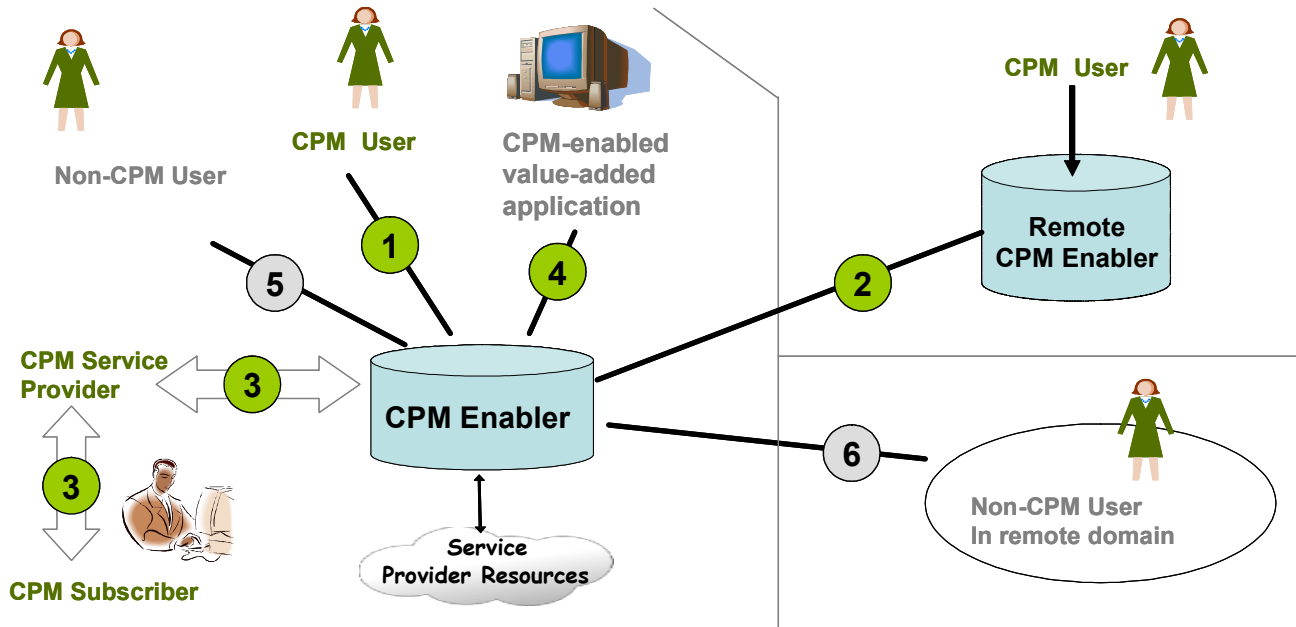 Non-CPM User
CPM User
CPM-enabled
value-added
application
CPM User
Remote
CPM Enabler
1
4
2
5
CPM Service
Provider
3
CPM Enabler
6
3
Non-CPM User
In remote domain
Service
Provider Resources
CPM Subscriber